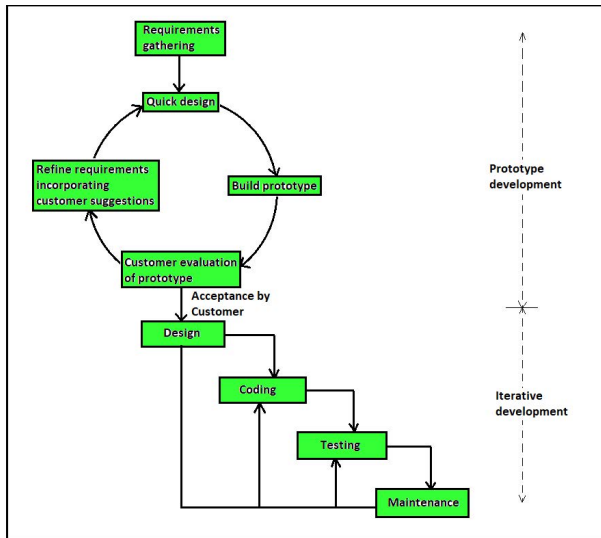 Requirements
gathering
Quick design
Refine requirements
incorporating
customer suggestions
Build prototype
Prototype
development
Customer evaluation
of prototype
Acceptance by
Customer
Design
Coding
Iterative
development
Testing
Maintenance